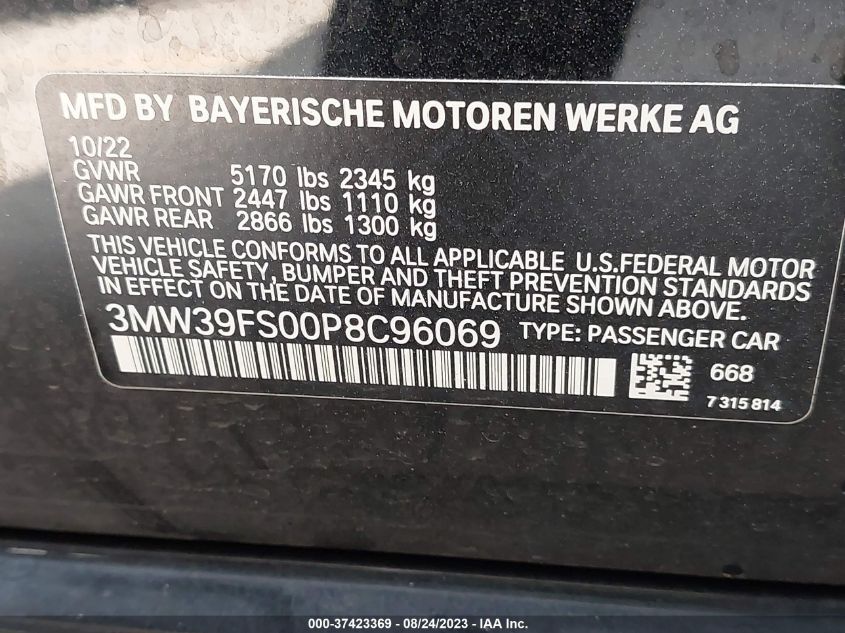 MFD BY BAYERISCHE MOTOREN WERKE AG
10/22
GVWR 5170 lbs 2345 kg
GAWR FRONT 2447 lbs 1110 kg
GAWR REAR 2866 lbs 1300 kg
THIS VEHICLE CONFORMS TO ALL APPLICABLE U.S.FEDERAL MOTOR
VEHICLE SAFETY, BUMPER AND THEFT PREVENTION STANDARDS
IN EFFECT ON THE DATE OF MANUFACTURE SHOWN ABOVE.
3MW39FS00P8C96069 TYPE: PASSENGER CAR
668
7 315 814
000-37423369 - 08/24/2023 - IAA Inc.